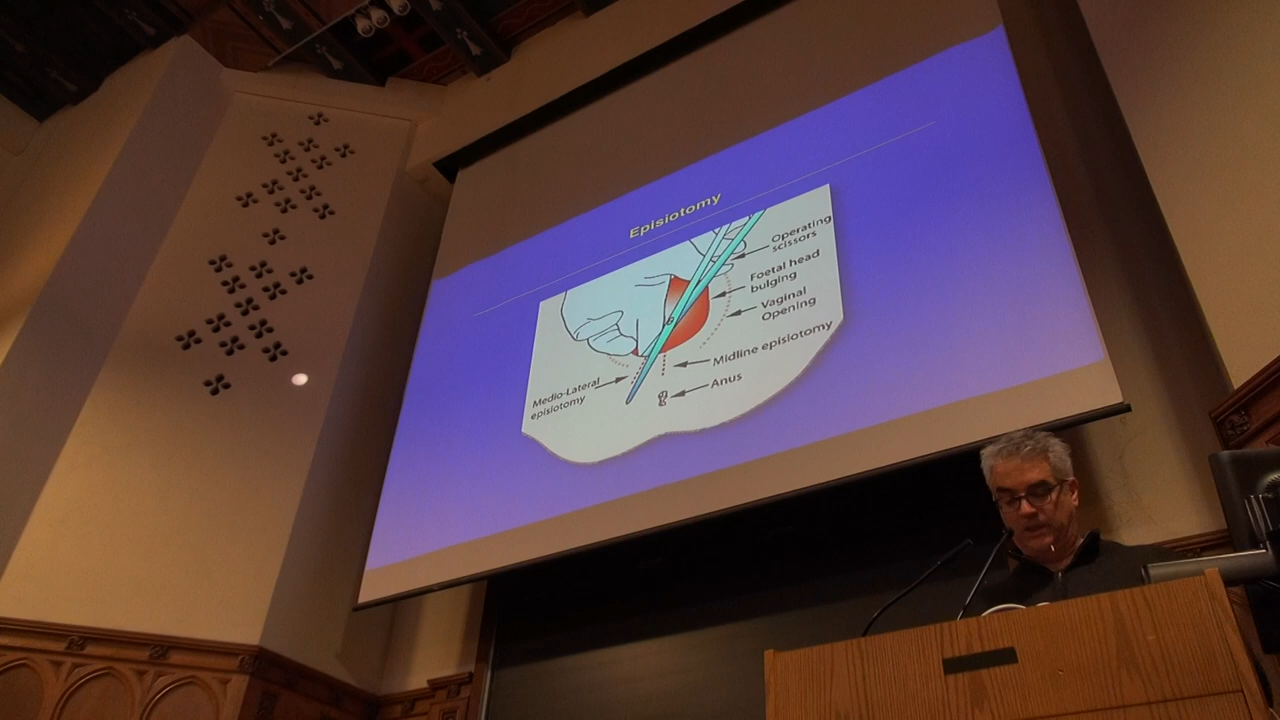 Episiotomy
Operating
scissors
Foetal head
bulging
Vaginal
Opening
Midline episiotomy
Anus
Medio-Lateral
episiotomy